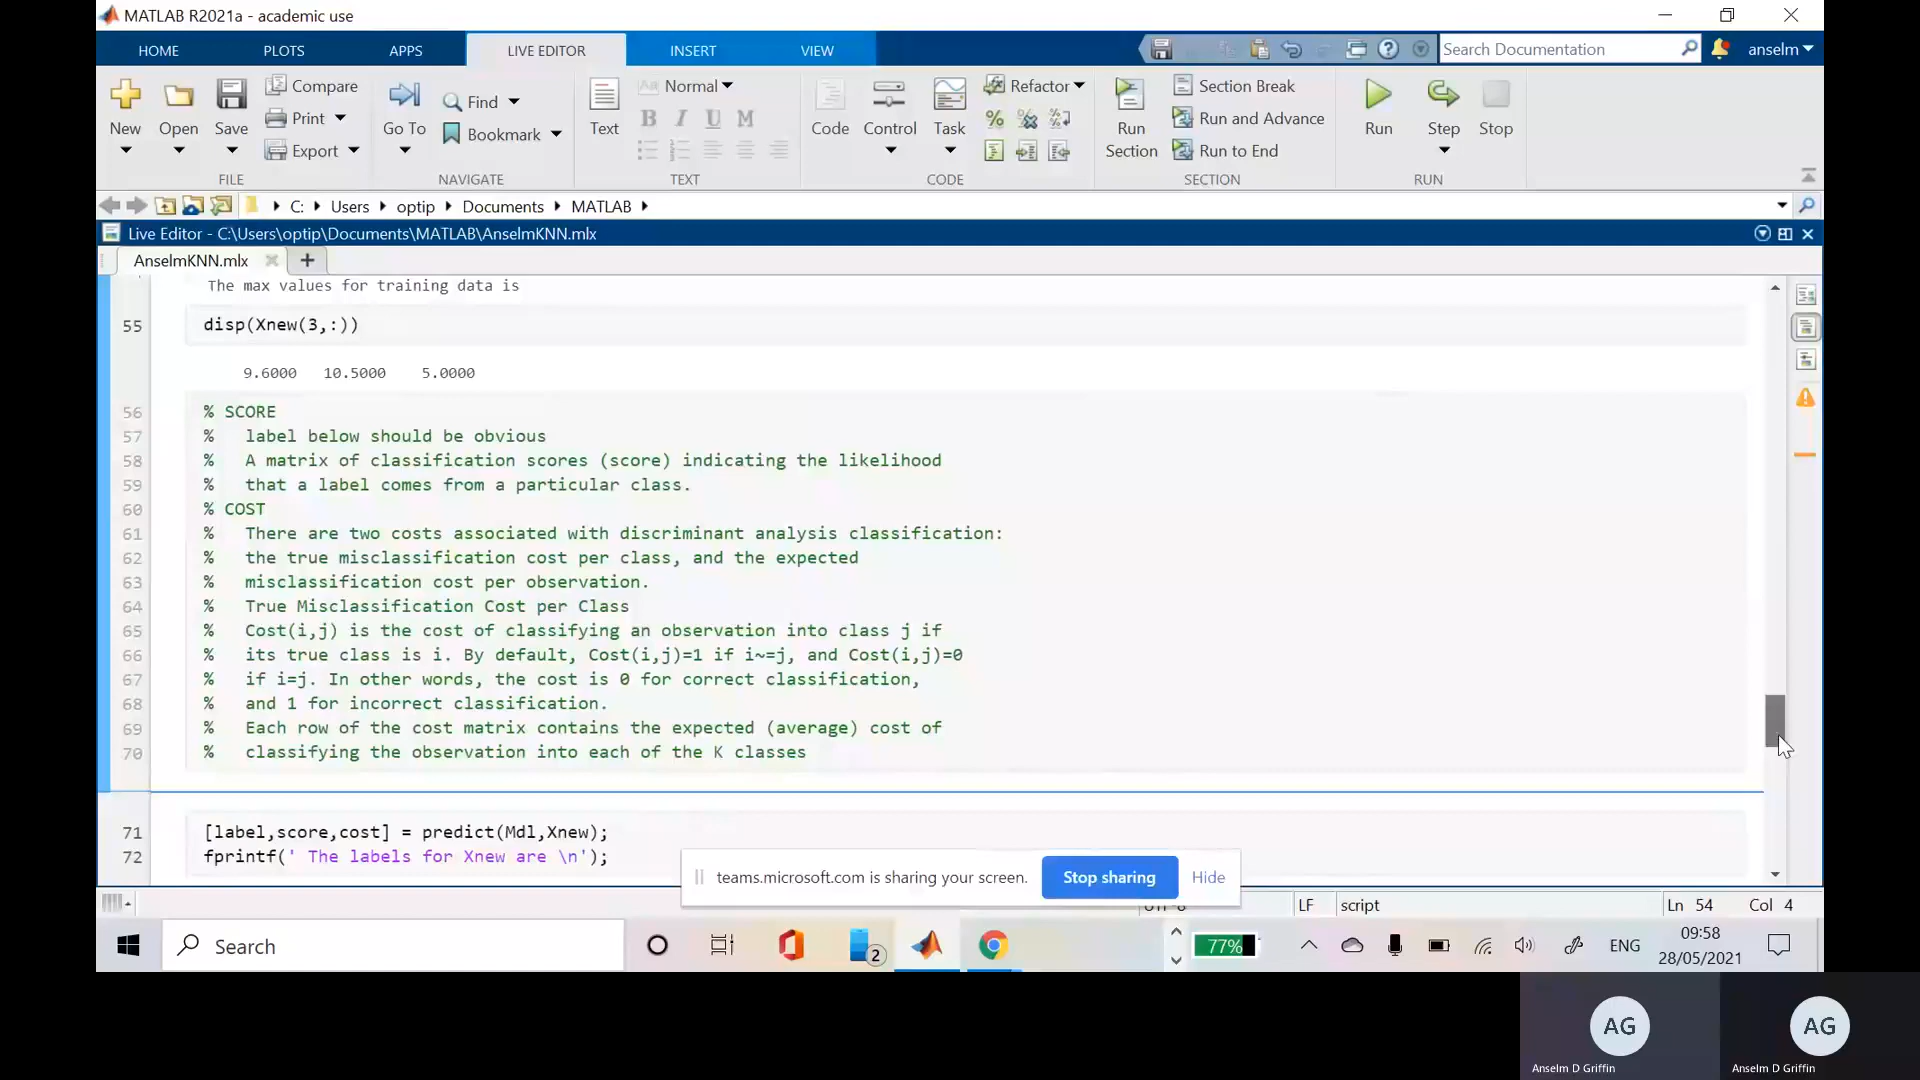 MATLAB R2021a - academic use
HOME PLOTS APPS LIVE EDITOR INSERT VIEW
Search Documentation
anselm
New
Open
Save
Compare
Print
Export
FILE
Go To
Find
Bookmark
NAVIGATE
Text
Normal
B I U M
TEXT
Code
Control
Task
Refactor
CODE
Run Section
Section Break
Run and Advance
Run to End
SECTION
Run
Step
Stop
RUN
C: Users optip Documents MATLAB
Live Editor - C:\Users\optip\Documents\MATLAB\AnselmKNN.mlx
AnselmKNN.mlx
The max values for training data is
55 disp(Xnew(3,:))
9.6000 10.5000 5.0000
56 % SCORE
57 % label below should be obvious
58 % A matrix of classification scores (score) indicating the likelihood
59 % that a label comes from a particular class.
60 % COST
61 % There are two costs associated with discriminant analysis classification:
62 % the true misclassification cost per class, and the expected
63 % misclassification cost per observation.
64 % True Misclassification Cost per Class
65 % Cost(i,j) is the cost of classifying an observation into class j if
66 % its true class is i. By default, Cost(i,j)=1 if i~=j, and Cost(i,j)=0
67 % if i=j. In other words, the cost is 0 for correct classification,
68 % and 1 for incorrect classification.
69 % Each row of the cost matrix contains the expected (average) cost of
70 % classifying the observation into each of the K classes
71 [label,score,cost] = predict(Mdl,Xnew);
72 fprintf(' The labels for Xnew are \n');
teams.microsoft.com is sharing your screen. Stop sharing Hide
LF script Ln 54 Col 4
Search
2
77%
ENG
09:58
28/05/2021
AG AG
Anselm D Griffin Anselm D Griffin